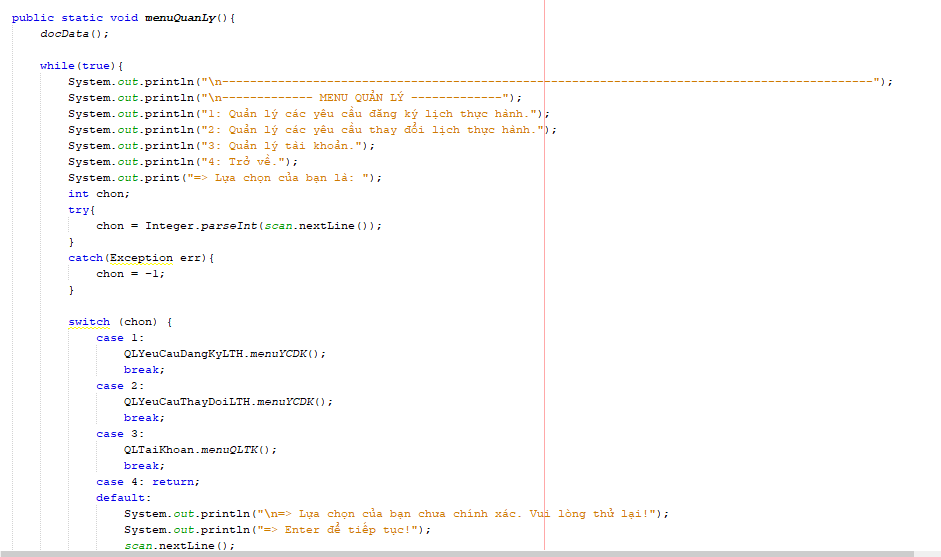 public static void menuQuanLy(){
docData();
while(true){
System.out.println("\n---------------------------------------------------------------------------------------------");
System.out.println("\n------------- MENU QUẢN LÝ -------------");
System.out.println("1: Quản lý các yêu cầu đăng ký lịch thực hành.");
System.out.println("2: Quản lý các yêu cầu thay đổi lịch thực hành.");
System.out.println("3: Quản lý tài khoản.");
System.out.println("4: Trở về.");
System.out.print("=> Lựa chọn của bạn là: ");
int chon;
try{
chon = Integer.parseInt(scan.nextLine());
}
catch(Exception err){
chon = -1;
}
switch (chon) {
case 1:
QLYeuCauDangKyLTH.menuYCDK();
break;
case 2:
QLYeuCauThayDoiLTH.menuYCDK();
break;
case 3:
QLTaiKhoan.menuQLTK();
break;
case 4: return;
default:
System.out.println("\n=> Lựa chọn của bạn chưa chính xác. Vui lòng thử lại!");
System.out.println("=> Enter để tiếp tục!");
scan.nextLine();